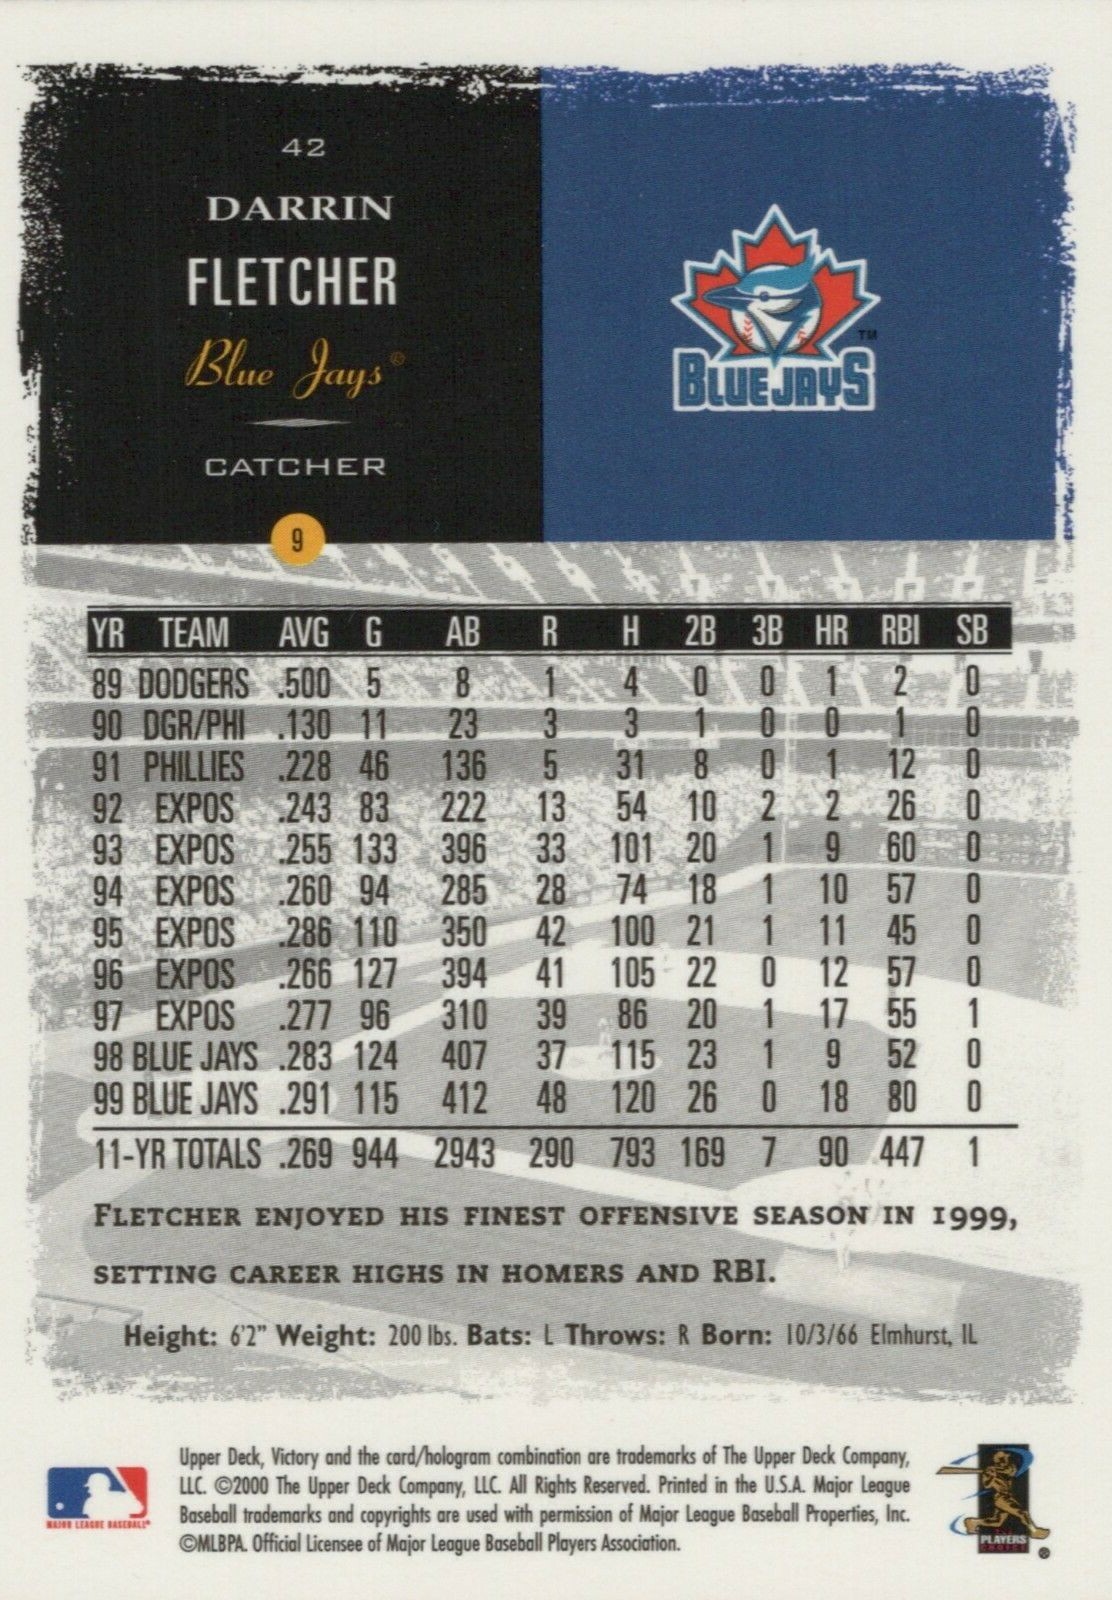 42
DARRIN
FLETCHER
Blue Jays®
CATCHER
9
BLUE JAYS™
YR TEAM AVG G AB R H 2B 3B HR RBI SB
89 DODGERS .500 5 8 1 4 0 0 1 2 0
90 DGR/PHI .130 11 23 3 3 1 0 0 1 0
91 PHILLIES .228 46 136 5 31 8 0 1 12 0
92 EXPOS .243 83 222 13 54 10 2 2 26 0
93 EXPOS .255 133 396 33 101 20 1 9 60 0
94 EXPOS .260 94 285 28 74 18 1 10 57 0
95 EXPOS .286 110 350 42 100 21 1 11 45 0
96 EXPOS .266 127 394 41 105 22 0 12 57 0
97 EXPOS .277 96 310 39 86 20 1 17 55 1
98 BLUE JAYS .283 124 407 37 115 23 1 9 52 0
99 BLUE JAYS .291 115 412 48 120 26 0 18 80 0
11-YR TOTALS .269 944 2943 290 793 169 7 90 447 1
FLETCHER ENJOYED HIS FINEST OFFENSIVE SEASON IN 1999,
SETTING CAREER HIGHS IN HOMERS AND RBI.
Height: 6'2" Weight: 200 lbs. Bats: L Throws: R Born: 10/3/66 Elmhurst, IL
Upper Deck, Victory and the card/hologram combination are trademarks of The Upper Deck Company,
LLC. ©2000 The Upper Deck Company, LLC. All Rights Reserved. Printed in the U.S.A. Major League
Baseball trademarks and copyrights are used with permission of Major League Baseball Properties, Inc.
©MLBPA. Official Licensee of Major League Baseball Players Association.
MAJOR LEAGUE BASEBALL®
PLAYERS
CHOICE
®